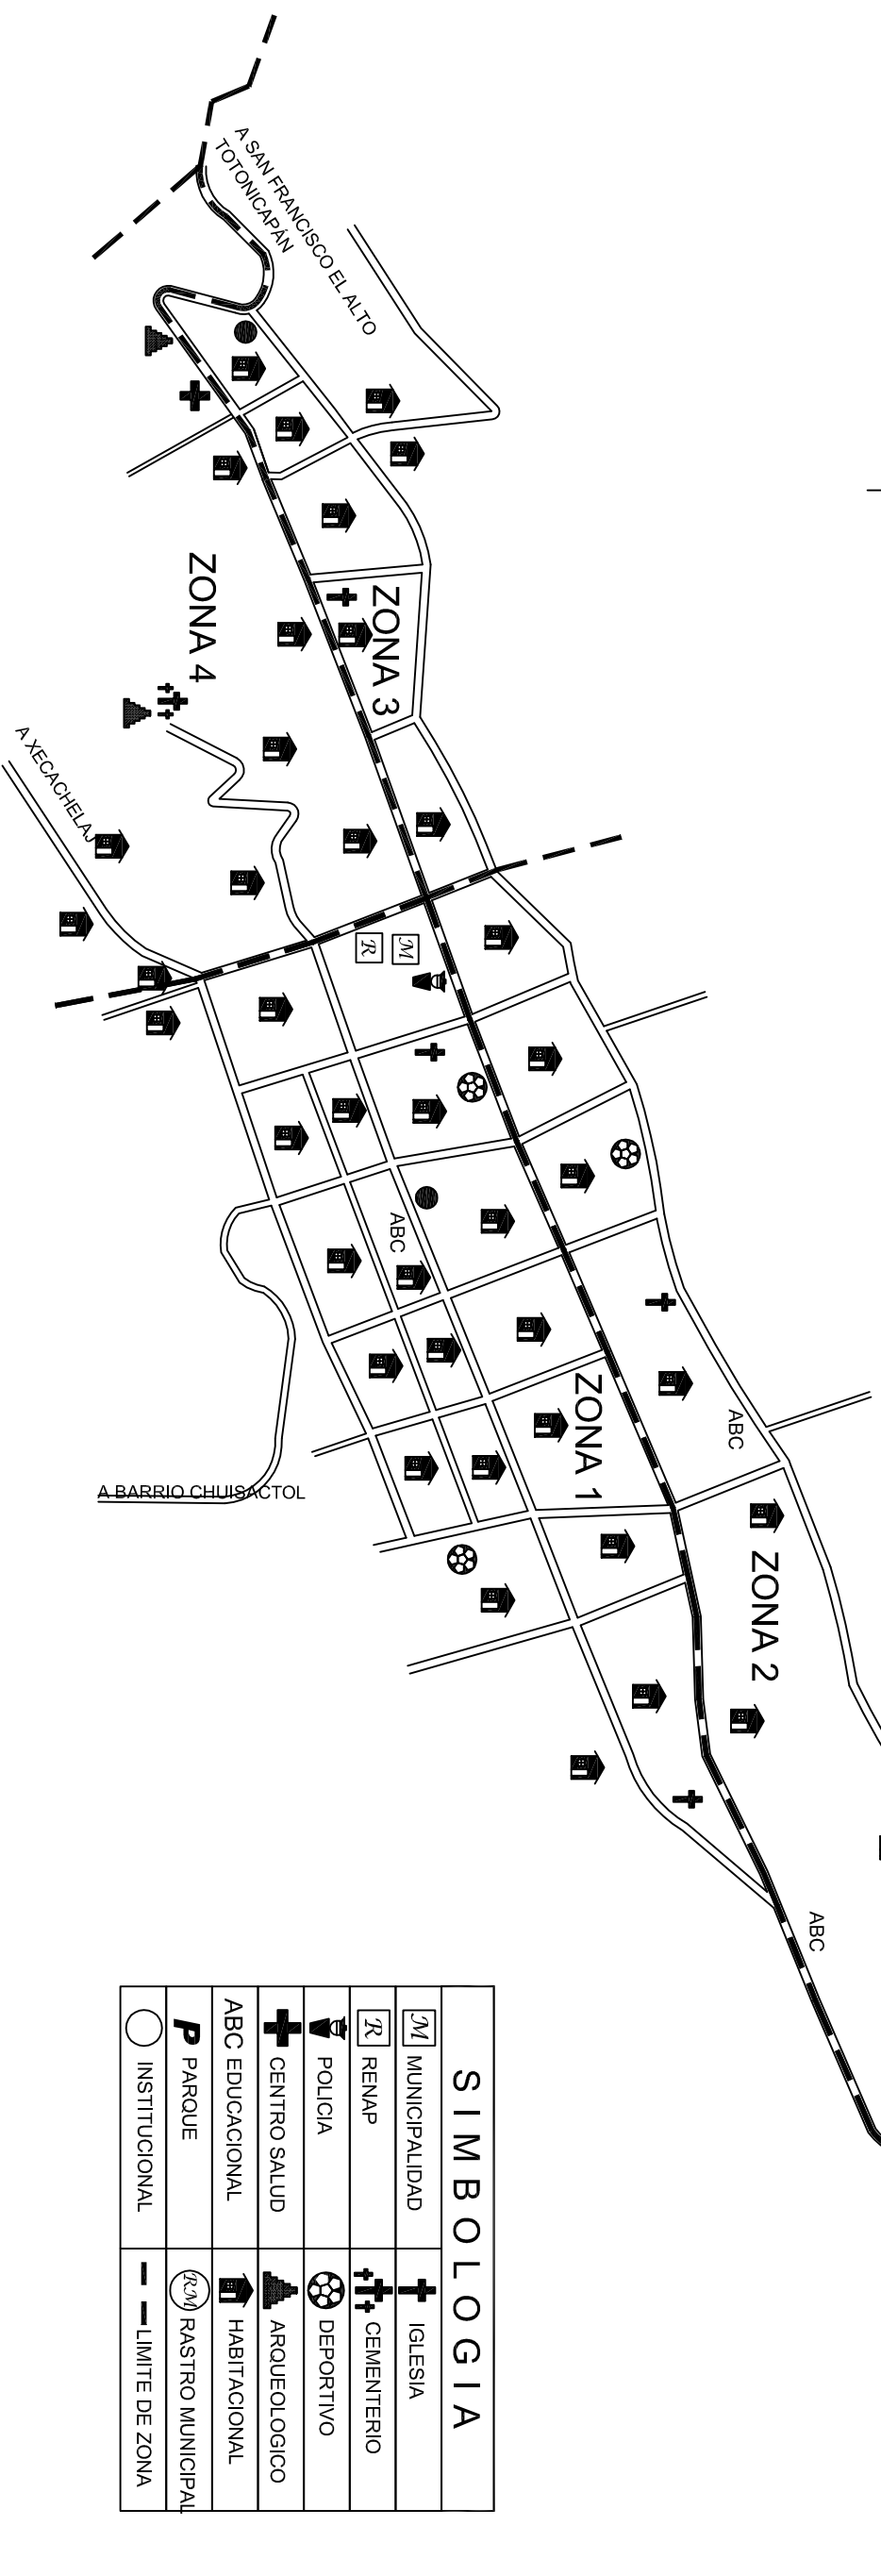 A SAN FRANCISCO EL ALTO
TOTONICAPÁN
ZONA 4
ZONA 3
A XECACHELAJ
M
R
ABC
ZONA 1
ABC
A BARRIO CHUISACTOL
ZONA 2
ABC
SIMBOLOGIA
M MUNICIPALIDAD
IGLESIA
R RENAP
CEMENTERIO
POLICIA
DEPORTIVO
CENTRO SALUD
ARQUEOLOGICO
ABC EDUCACIONAL
HABITACIONAL
P PARQUE
RM RASTRO MUNICIPAL
INSTITUCIONAL
LIMITE DE ZONA